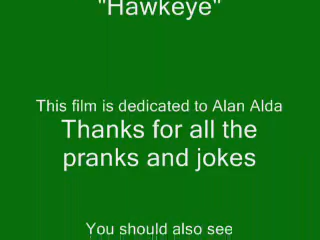 "Hawkeye"
This film is dedicated to Alan Alda
Thanks for all the
pranks and jokes
You should also see